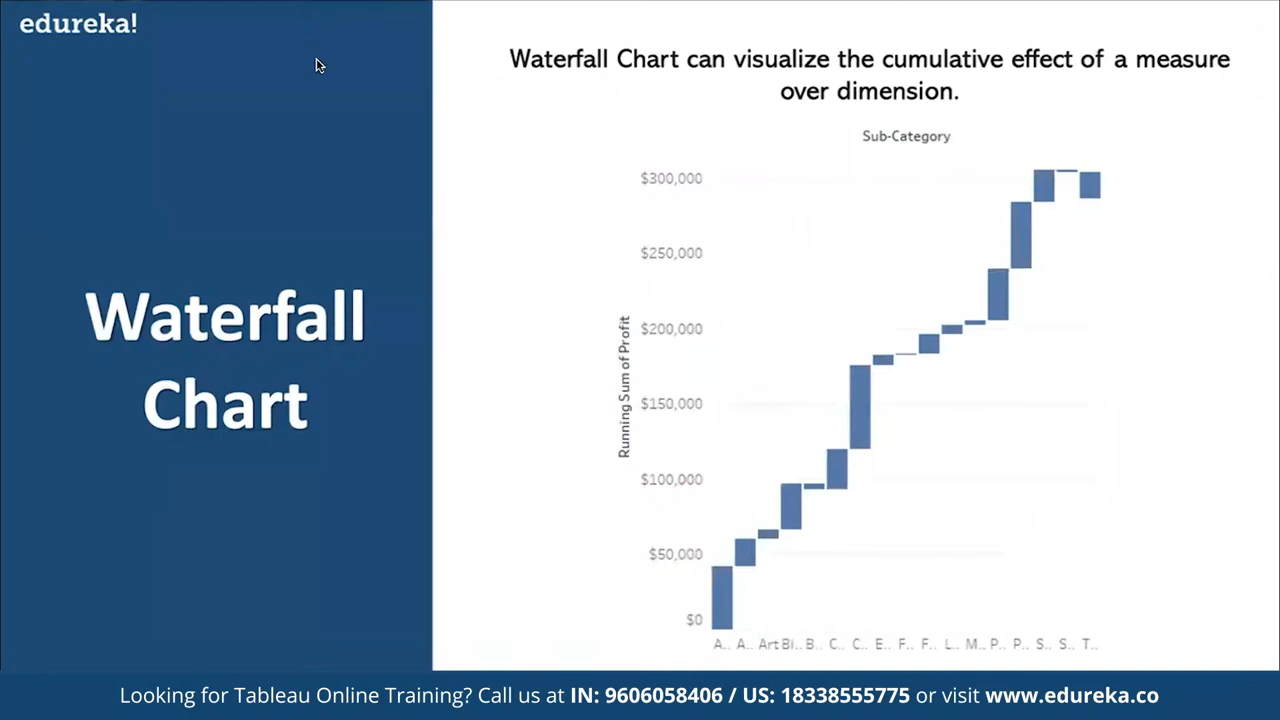 edureka!
Waterfall Chart can visualize the cumulative effect of a measure
over dimension.
Waterfall
Chart
Sub-Category
Running Sum of Profit
$300,000
$250,000
$200,000
$150,000
$100,000
$50,000
$0
A.. A.. Art Bi.. B.. C.. C.. E.. F.. F.. L.. M.. P.. P.. S.. S.. T..
Looking for Tableau Online Training? Call us at IN: 9606058406 / US: 18338555775 or visit www.edureka.co